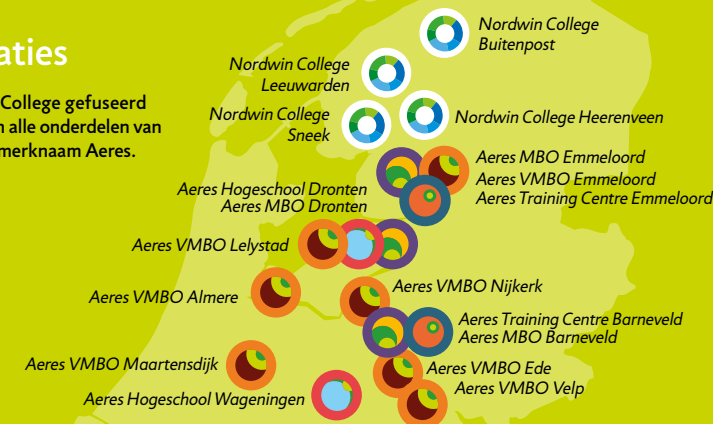 aties
College gefuseerd
n alle onderdelen van
merknaam Aeres.
Nordwin College
Buitenpost
Nordwin College
Leeuwarden
Nordwin College
Sneek
Nordwin College Heerenveen
Aeres MBO Emmeloord
Aeres VMBO Emmeloord
Aeres Training Centre Emmeloord
Aeres Hogeschool Dronten
Aeres MBO Dronten
Aeres VMBO Lelystad
Aeres VMBO Almere
Aeres VMBO Nijkerk
Aeres Training Centre Barneveld
Aeres MBO Barneveld
Aeres VMBO Maartensdijk
Aeres VMBO Ede
Aeres VMBO Velp
Aeres Hogeschool Wageningen